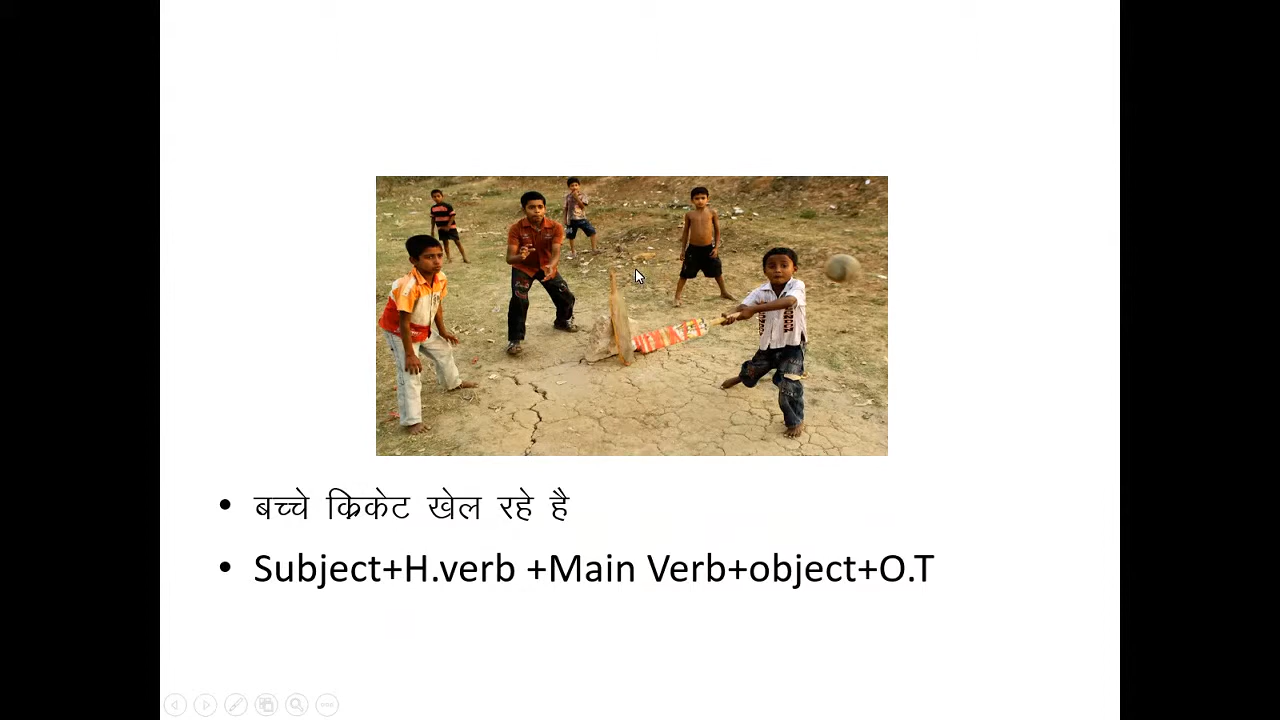 • बच्चे क्रिकेट खेल रहे है
• Subject+H.verb +Main Verb+object+O.T